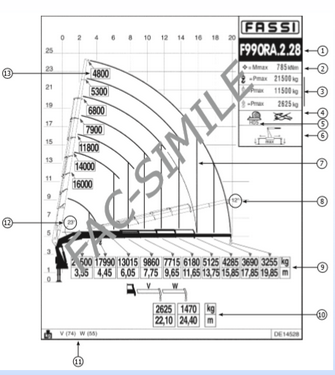 FASSI
F990RA.2.28
Mmax 785 kNm
Pmax 21500 kg
Pmax 11500 kg
Pmax 2625 kg
max
FAC-SIMILE
25
23
21
19
17
15
13
11
9
7
5
3
1
0
0 2 4 6 8 10 12 14 16 18 20
4800
5300
6800
7900
11800
14000
16000
23°
12°
17990 13015 9860 7715 6180 5125 4285 3690 3255 kg
3,55 4,45 6,05 7,75 9,65 11,65 13,75 15,85 17,85 19,85 m
V W
2625 1470 kg
22,10 24,40 m
V (74) W (55)
DE14528
1
2
3
4
5
6
7
8
9
10
11
12
13